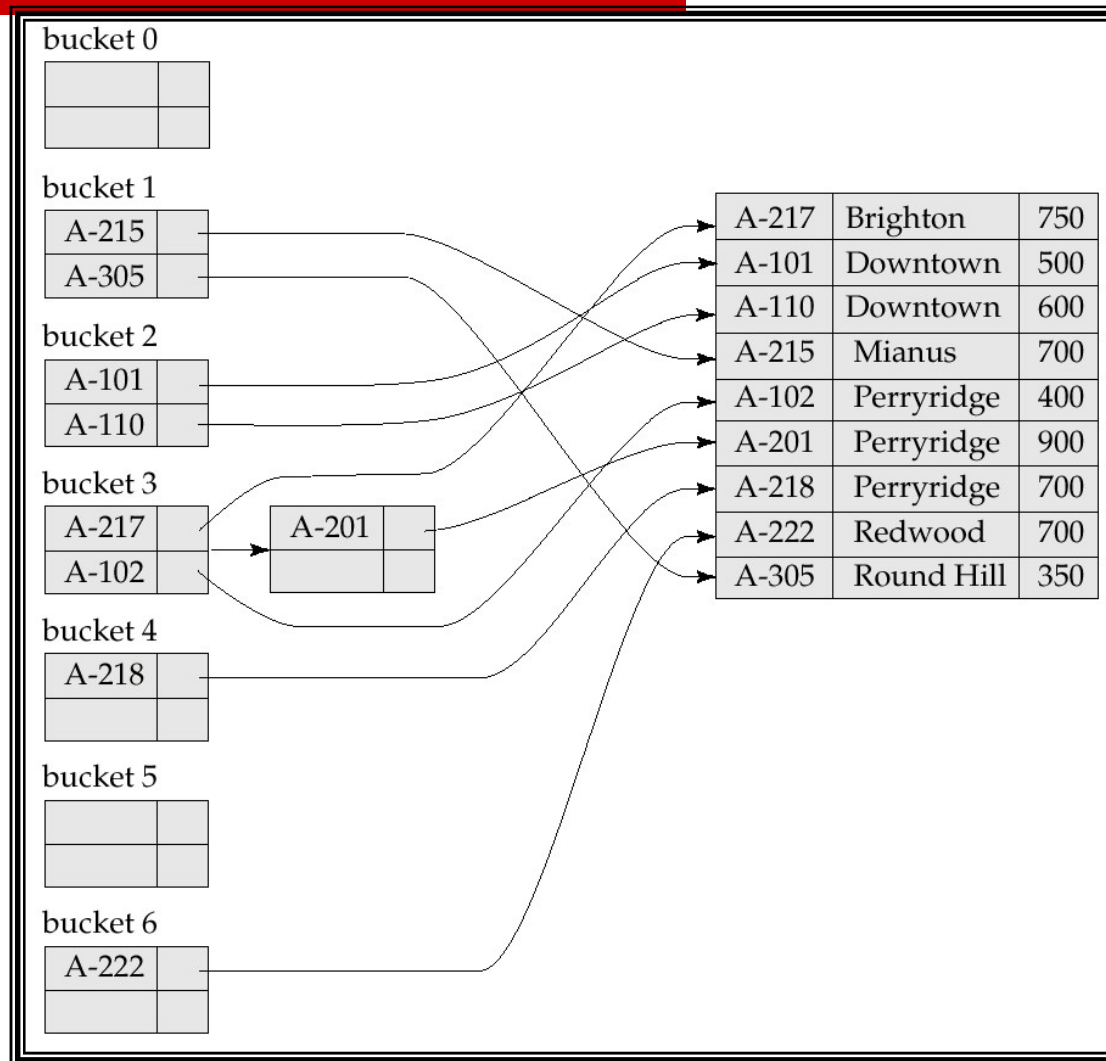 bucket 0
bucket 1
A-215
A-305
bucket 2
A-101
A-110
bucket 3
A-217
A-102
A-201
bucket 4
A-218
bucket 5
bucket 6
A-222
A-217 Brighton 750
A-101 Downtown 500
A-110 Downtown 600
A-215 Mianus 700
A-102 Perryridge 400
A-201 Perryridge 900
A-218 Perryridge 700
A-222 Redwood 700
A-305 Round Hill 350